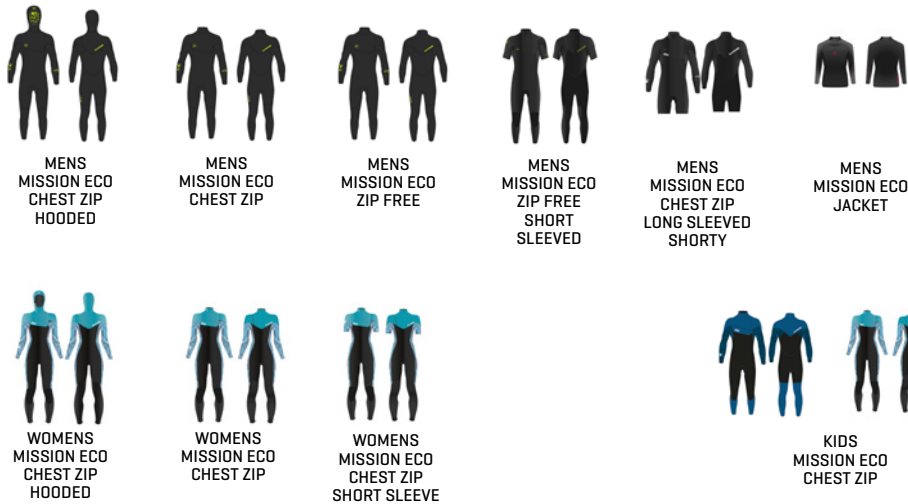 MENS
MISSION ECO
CHEST ZIP
HOODED
MENS
MISSION ECO
CHEST ZIP
MENS
MISSION ECO
ZIP FREE
MENS
MISSION ECO
ZIP FREE
SHORT
SLEEVED
MENS
MISSION ECO
CHEST ZIP
LONG SLEEVED
SHORTY
MENS
MISSION ECO
JACKET
WOMENS
MISSION ECO
CHEST ZIP
HOODED
WOMENS
MISSION ECO
CHEST ZIP
WOMENS
MISSION ECO
CHEST ZIP
SHORT SLEEVE
KIDS
MISSION ECO
CHEST ZIP